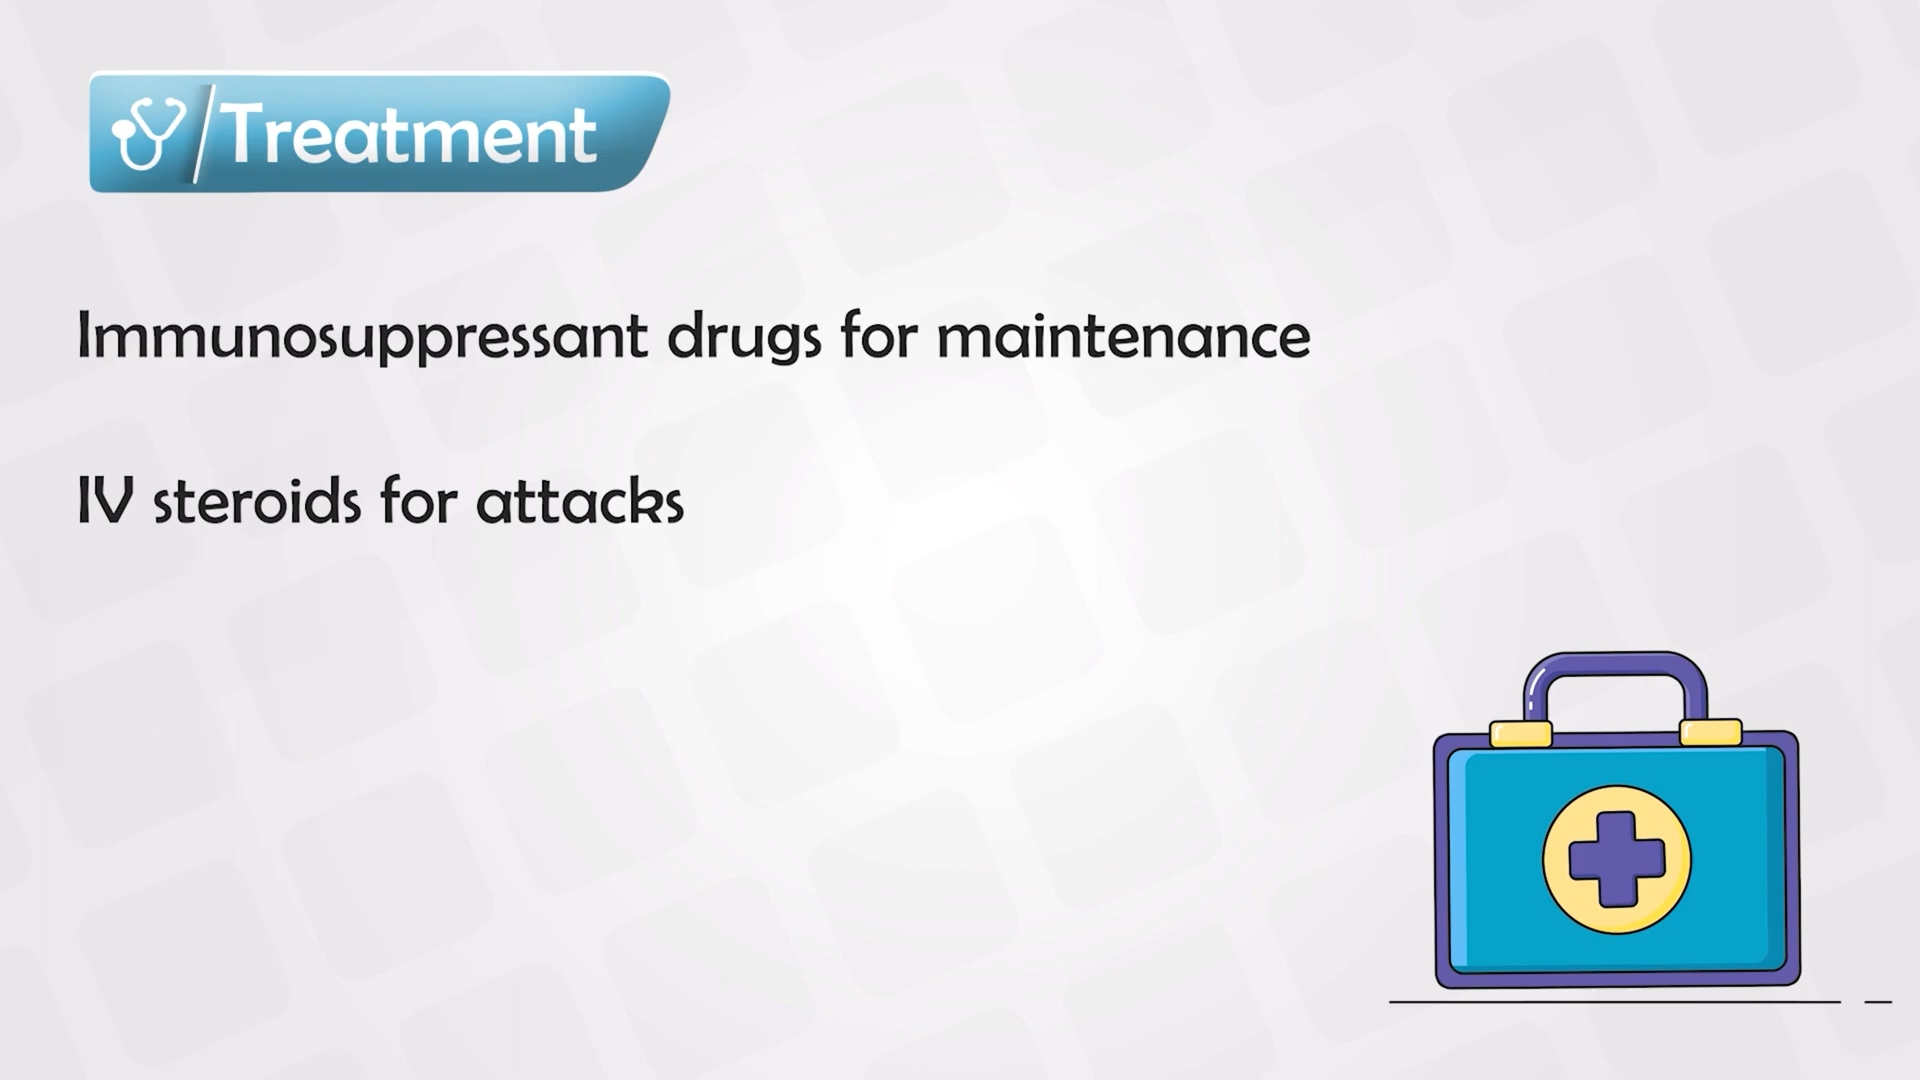 Treatment
Immunosuppressant drugs for maintenance
IV steroids for attacks